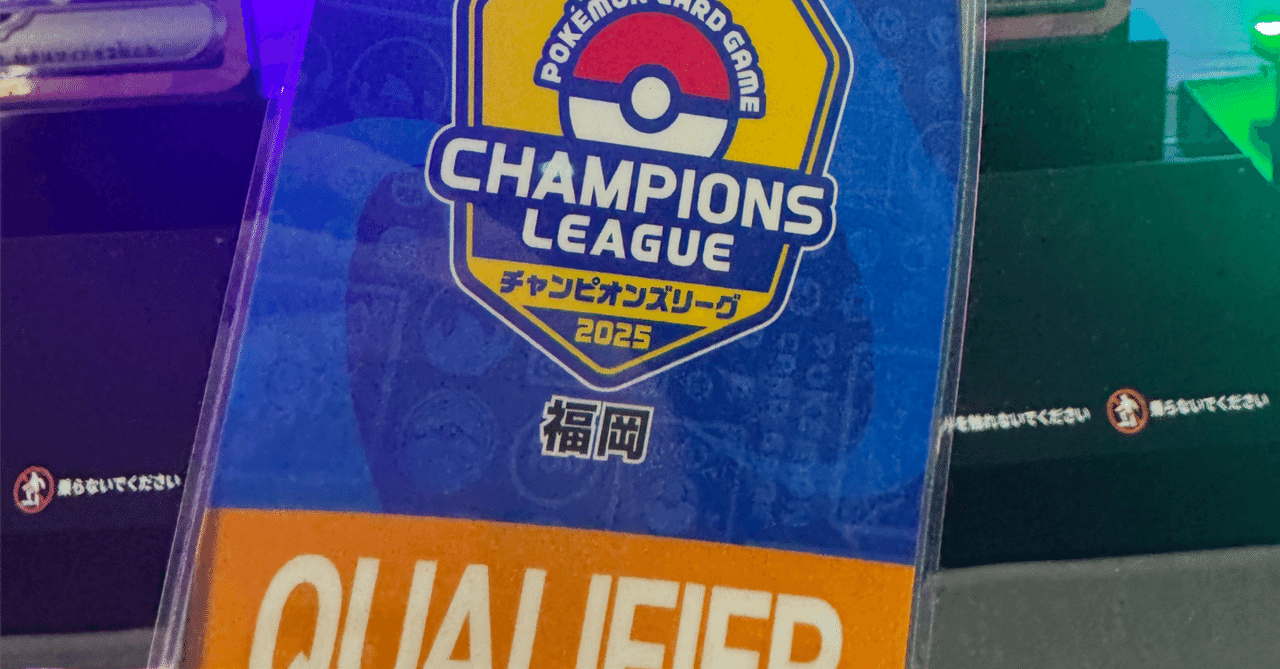 POKÉMON CARD GAME
CHAMPIONS
LEAGUE
チャンピオンズリーグ
2025
福岡
QUALIFIER
を触れないでください
乗らないでください
乗らないでください